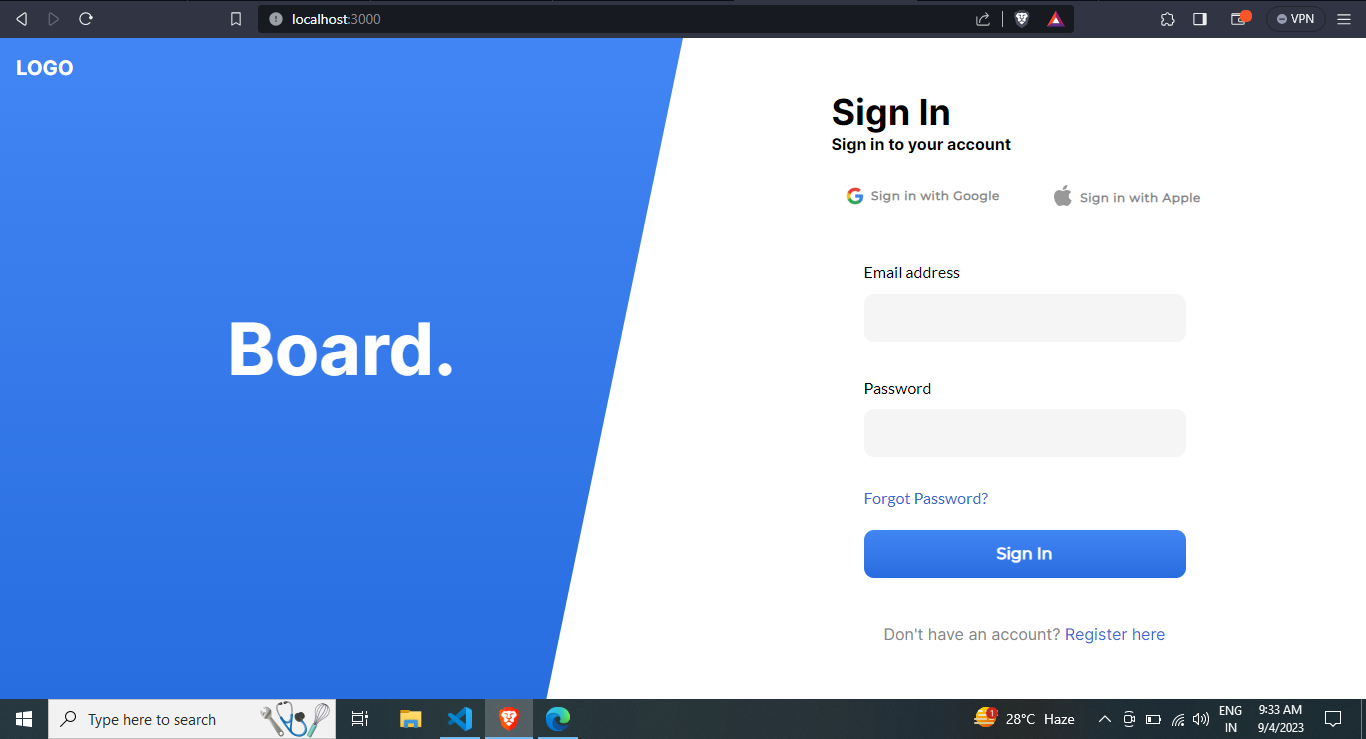 localhost:3000
VPN
LOGO
Board.
Sign In
Sign in to your account
Sign in with Google
Sign in with Apple
Email address
Password
Forgot Password?
Sign In
Don't have an account? Register here
Type here to search
1
28°C Haze
ENG
IN
9:33 AM
9/4/2023